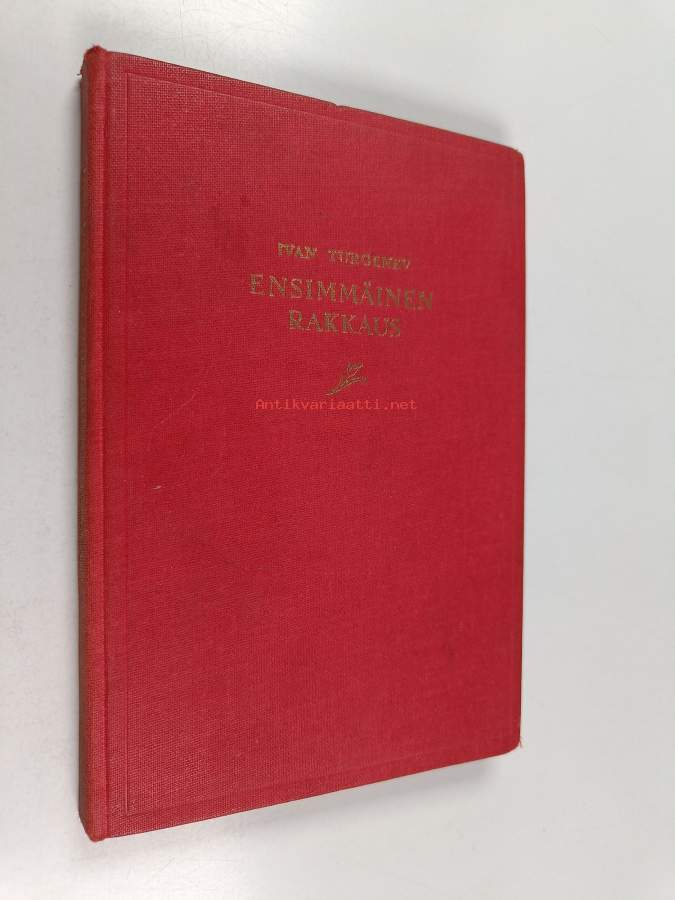 IVAN TURGENEV
ENSIMMÄINEN
RAKKAUS
Antikvariaatti.net